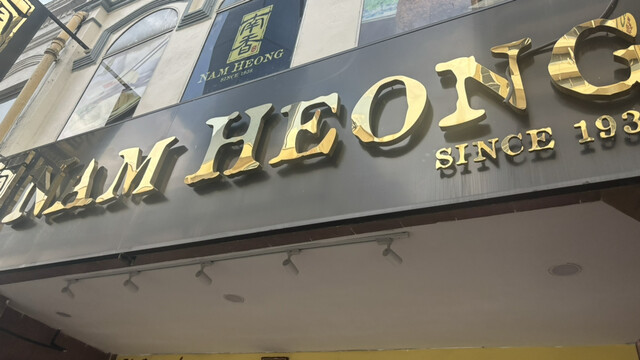 南香
NAM HEONG
NAM HEONG
SINCE 193